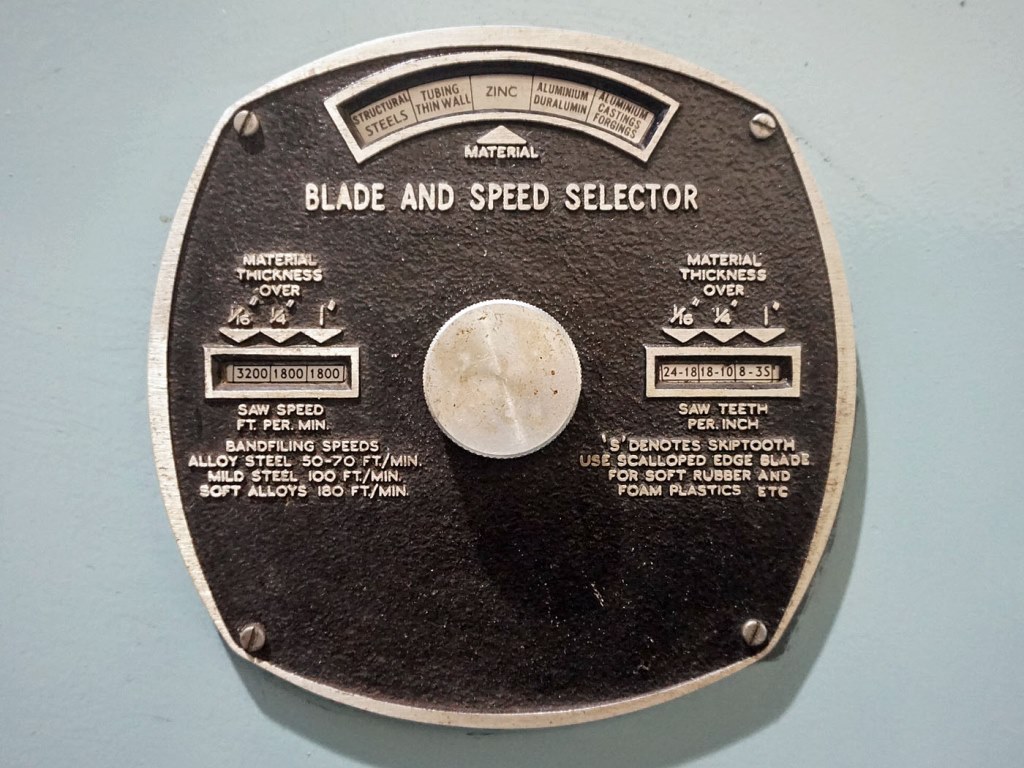 STRUCTURAL STEELS
TUBING THIN WALL
ZINC
ALUMINIUM DURALUMIN
ALUMINIUM CASTINGS FORGINGS
MATERIAL
BLADE AND SPEED SELECTOR
MATERIAL
THICKNESS
OVER
1/16" 1/4" 1"
3200 1800 1800
SAW SPEED
FT. PER. MIN.
BANDFILING SPEEDS
ALLOY STEEL 50-70 FT./MIN.
MILD STEEL 100 FT./MIN.
SOFT ALLOYS 180 FT./MIN.
MATERIAL
THICKNESS
OVER
1/16" 1/4" 1"
24-18 18-10 8-3S
SAW TEETH
PER. INCH
'S' DENOTES SKIPTOOTH
USE SCALLOPED EDGE BLADE
FOR SOFT RUBBER AND
FOAM PLASTICS ETC